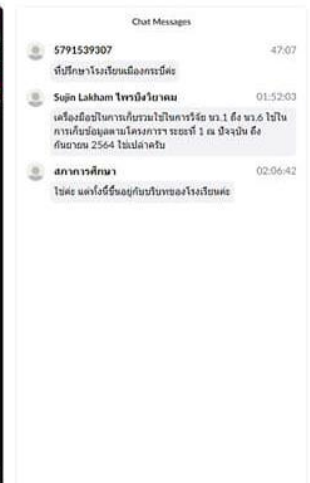 Chat Messages
5791539307 47:07
ที่ปรึกษาโรงเรียนเมืองกระบี่ค่ะ
Sujin Lakham ไพรบึงวิทยาคม 01:52:03
เครื่องมือขในการเก็บรวมใช้ในการวิจัย นว.1 ถึง นว.6 ใช้ใน
การเก็บข้อมูลตามโครงการฯ ระยะที่ 1 ณ ปัจจุบัน ถึง
กันยายน 2564 ใช่เปล่าครับ
สภาการศึกษา 02:06:42
ใช่ค่ะ แต่ทั้งนี้ขึ้นอยู่กับบริบทของโรงเรียนค่ะ